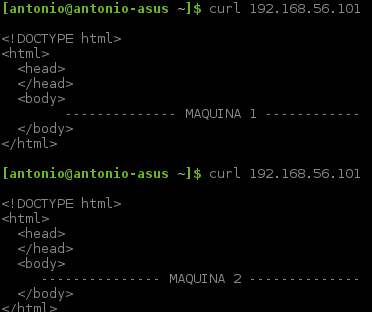 [antonio@antonio-asus ~]$ curl 192.168.56.101
<!DOCTYPE html>
<html>
  <head>
  </head>
  <body>
        -------------- MAQUINA 1 ------------
  </body>
</html>
[antonio@antonio-asus ~]$ curl 192.168.56.101
<!DOCTYPE html>
<html>
  <head>
  </head>
  <body>
      -------------- MAQUINA 2 --------------
  </body>
</html>